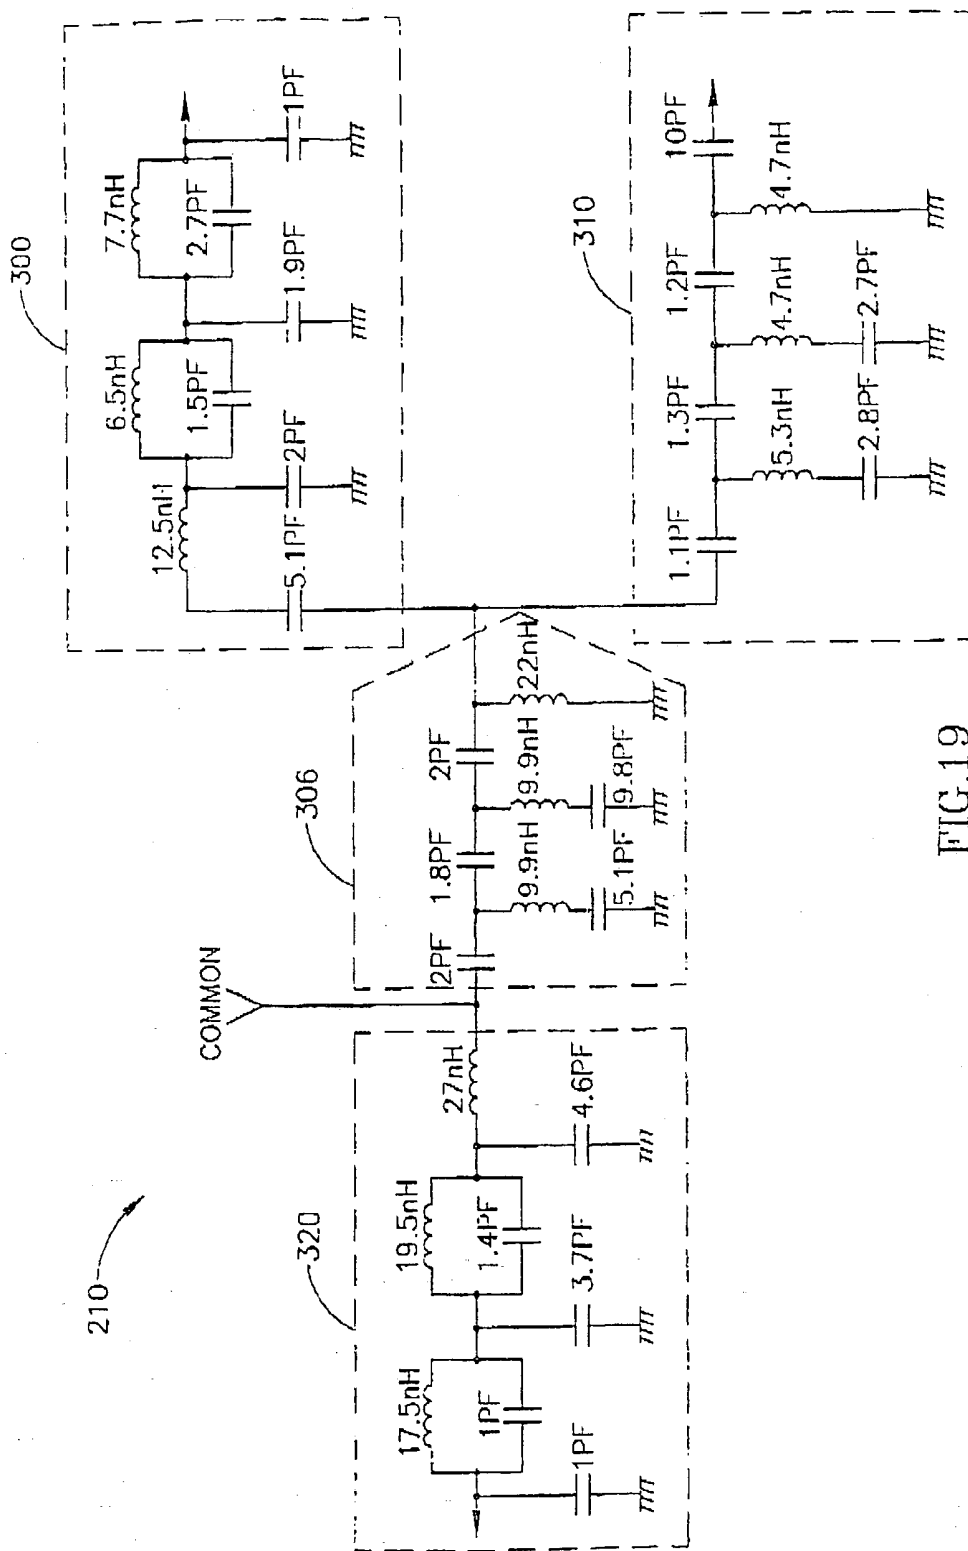 210
COMMON
300
7.7nH
2.7PF
1PF
6.5nH
1.5PF
1.9PF
12.5nH
2PF
5.1PF
306
2PF
1.8PF
2PF
22nH
9.9nH
9.9nH
9.8PF
5.1PF
310
10PF
1.2PF
1.3PF
1.1PF
4.7nH
4.7nH
5.3nH
2.7PF
2.8PF
320
27nH
4.6PF
19.5nH
1.4PF
3.7PF
17.5nH
1PF
1PF
FIG.19